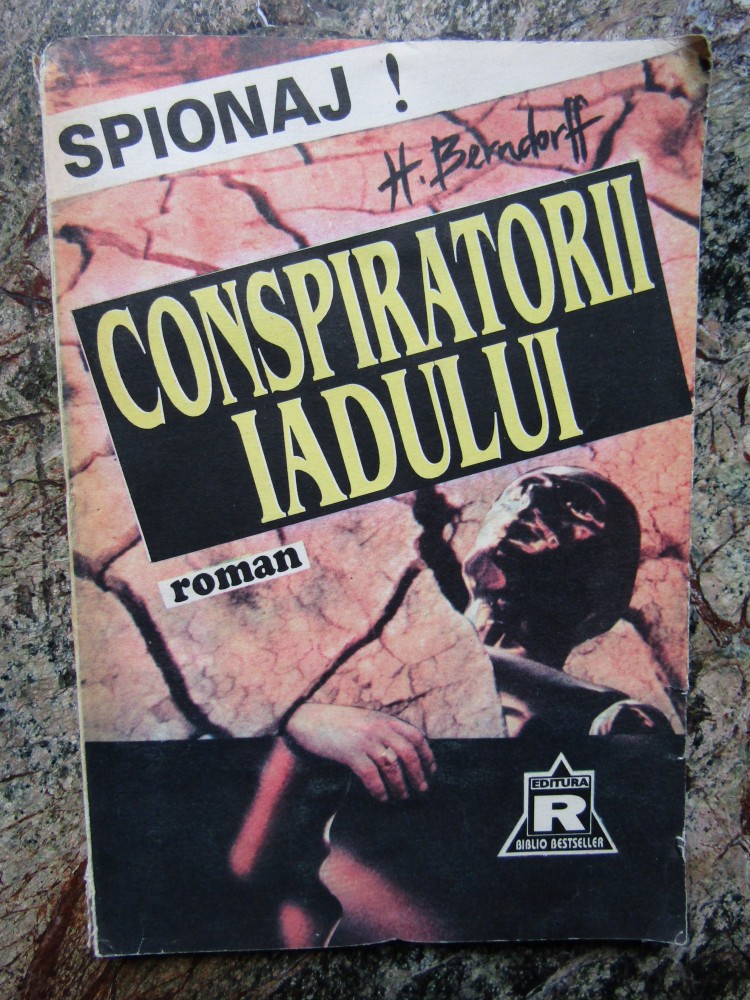 SPIONAJ !
H. Berndorff
CONSPIRATORII
IADULUI
roman
EDITURA
R
BIBLIO BESTSELLER